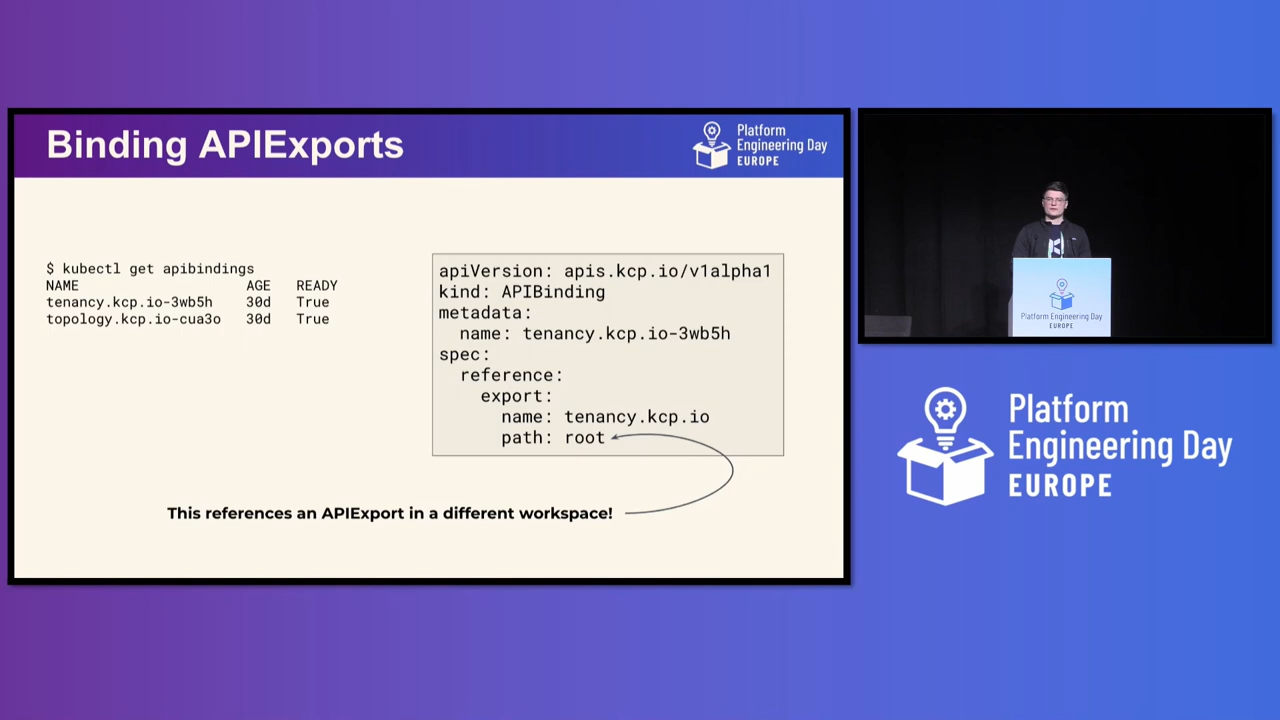 Binding APIExports
Platform
Engineering Day
EUROPE
$ kubectl get apibindings
NAME AGE READY
tenancy.kcp.io-3wb5h 30d True
topology.kcp.io-cua3o 30d True
apiVersion: apis.kcp.io/v1alpha1
kind: APIBinding
metadata:
  name: tenancy.kcp.io-3wb5h
spec:
  reference:
    export:
      name: tenancy.kcp.io
      path: root
This references an APIExport in a different workspace!
Platform Engineering Day
EUROPE
Platform
Engineering Day
EUROPE